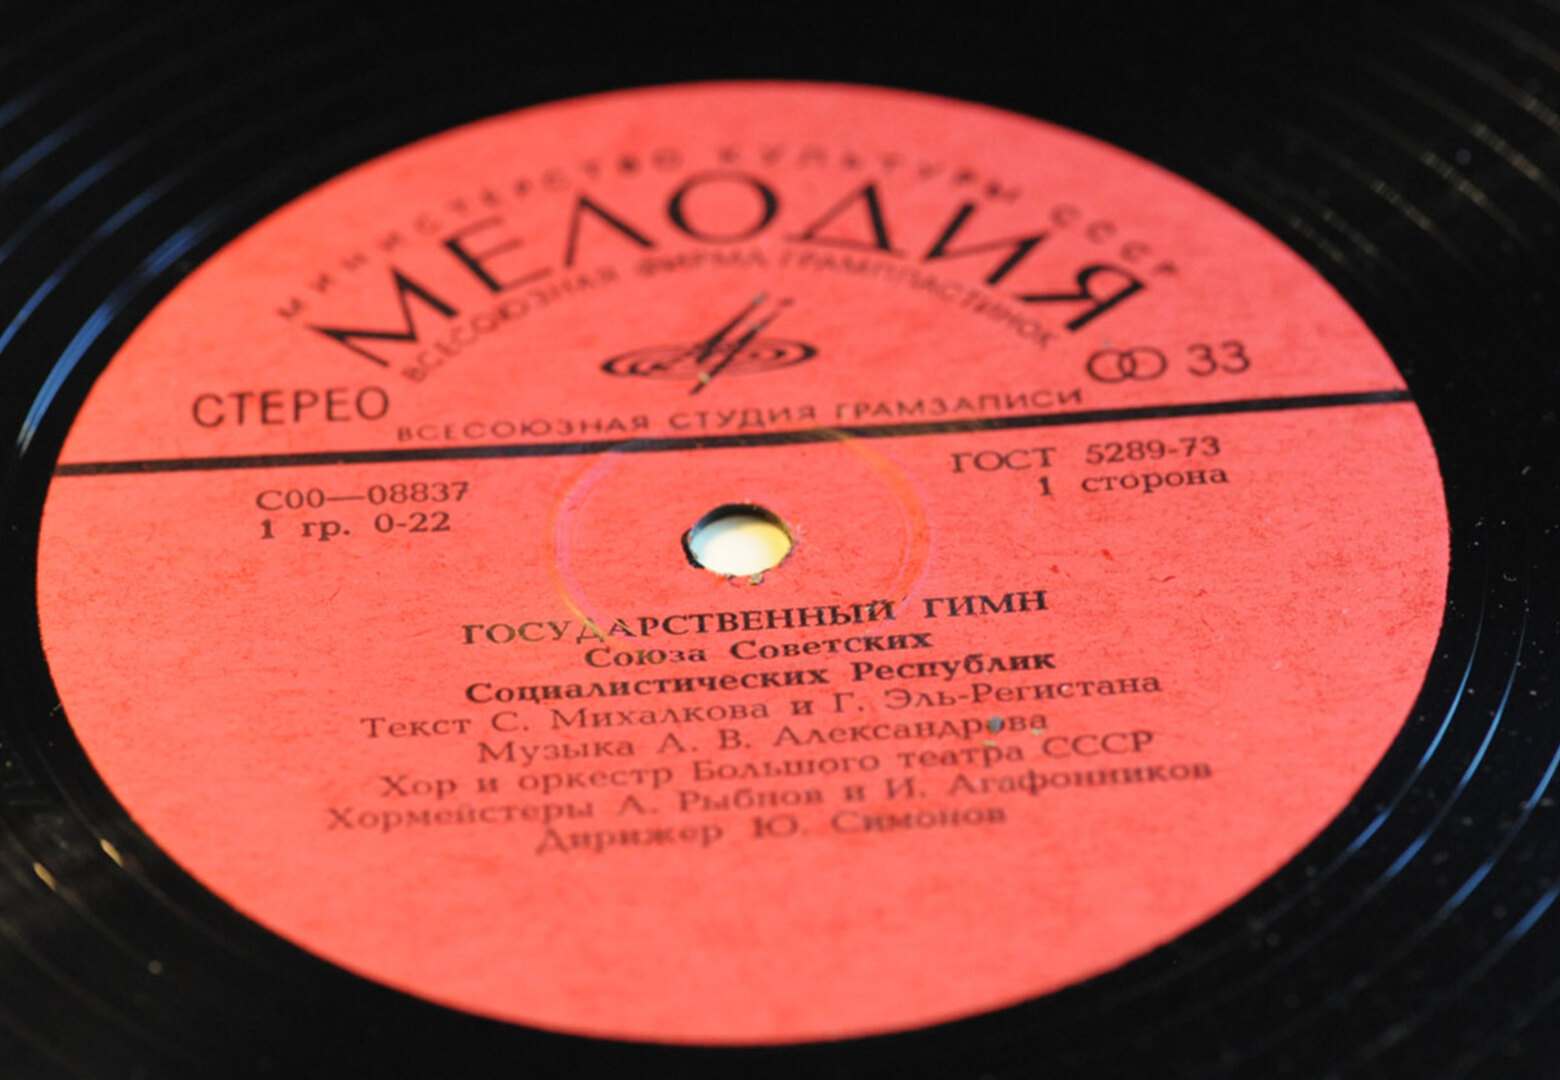 МИНИСТЕРСТВО КУЛЬТУРЫ СССР
МЕЛОДИЯ
ВСЕСОЮЗНАЯ ФИРМА ГРАМПЛАСТИНОК
СТЕРЕО
33
ВСЕСОЮЗНАЯ СТУДИЯ ГРАМЗАПИСИ
С00—08837
1 гр. 0-22
ГОСТ 5289-73
1 сторона
ГОСУДАРСТВЕННЫЙ ГИМН
Союза Советских
Социалистических Республик
Текст С. Михалкова и Г. Эль-Регистана
Музыка А. В. Александрова
Хор и оркестр Большого театра СССР
Хормейстеры А. Рыбнов и И. Агафонников
Дирижер Ю. Симонов